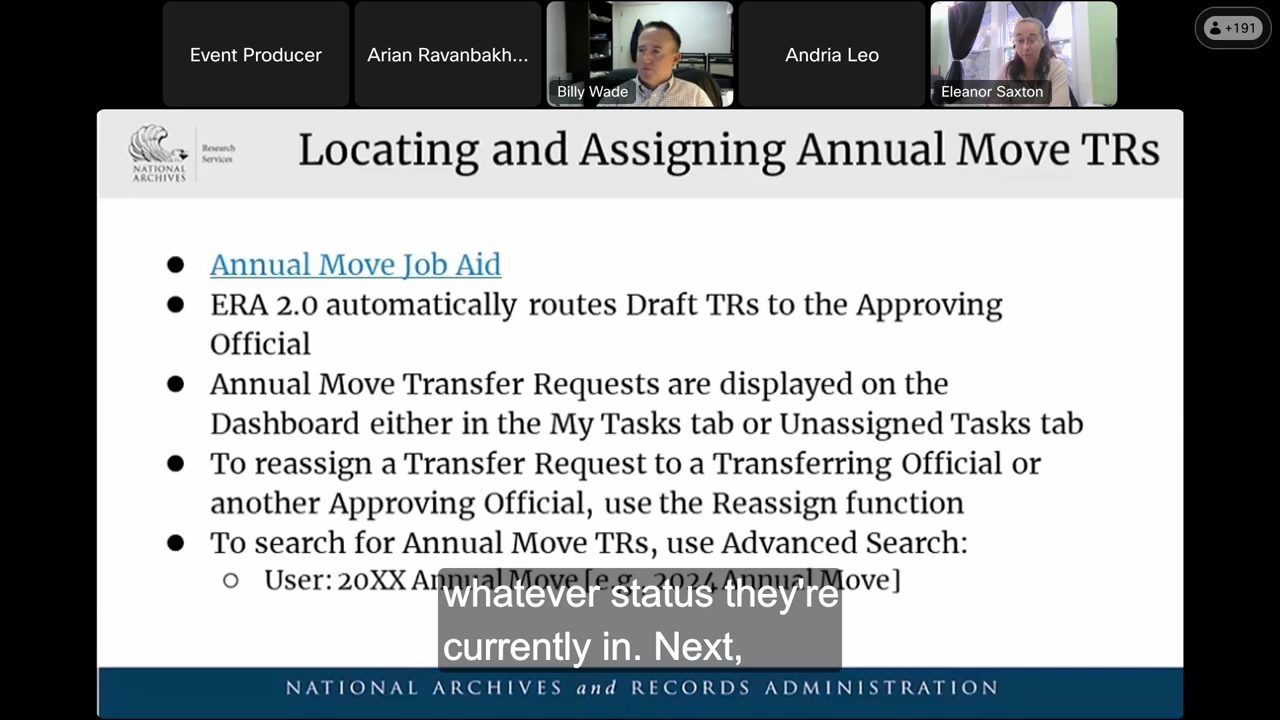 Event Producer
Arian Ravanbakh...
Billy Wade
Andria Leo
Eleanor Saxton
+191
NATIONAL
ARCHIVES
Research
Services
Locating and Assigning Annual Move TRs
● Annual Move Job Aid
● ERA 2.0 automatically routes Draft TRs to the Approving
Official
● Annual Move Transfer Requests are displayed on the
Dashboard either in the My Tasks tab or Unassigned Tasks tab
● To reassign a Transfer Request to a Transferring Official or
another Approving Official, use the Reassign function
● To search for Annual Move TRs, use Advanced Search:
○ User: 20XX Annual Move [e.g., 2024 Annual Move]
whatever status they're
currently in. Next,
NATIONAL ARCHIVES and RECORDS ADMINISTRATION